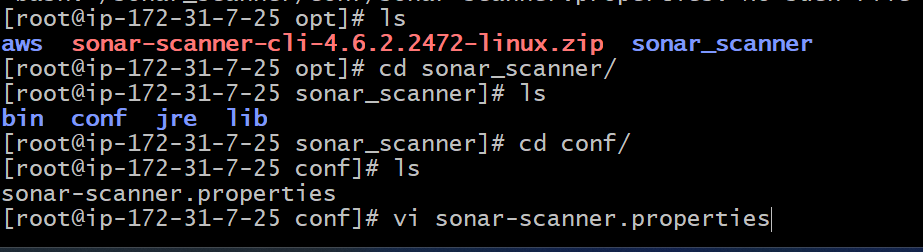 [root@ip-172-31-7-25 opt]# ls
aws  sonar-scanner-cli-4.6.2.2472-linux.zip  sonar_scanner
[root@ip-172-31-7-25 opt]# cd sonar_scanner/
[root@ip-172-31-7-25 sonar_scanner]# ls
bin  conf  jre  lib
[root@ip-172-31-7-25 sonar_scanner]# cd conf/
[root@ip-172-31-7-25 conf]# ls
sonar-scanner.properties
[root@ip-172-31-7-25 conf]# vi sonar-scanner.properties